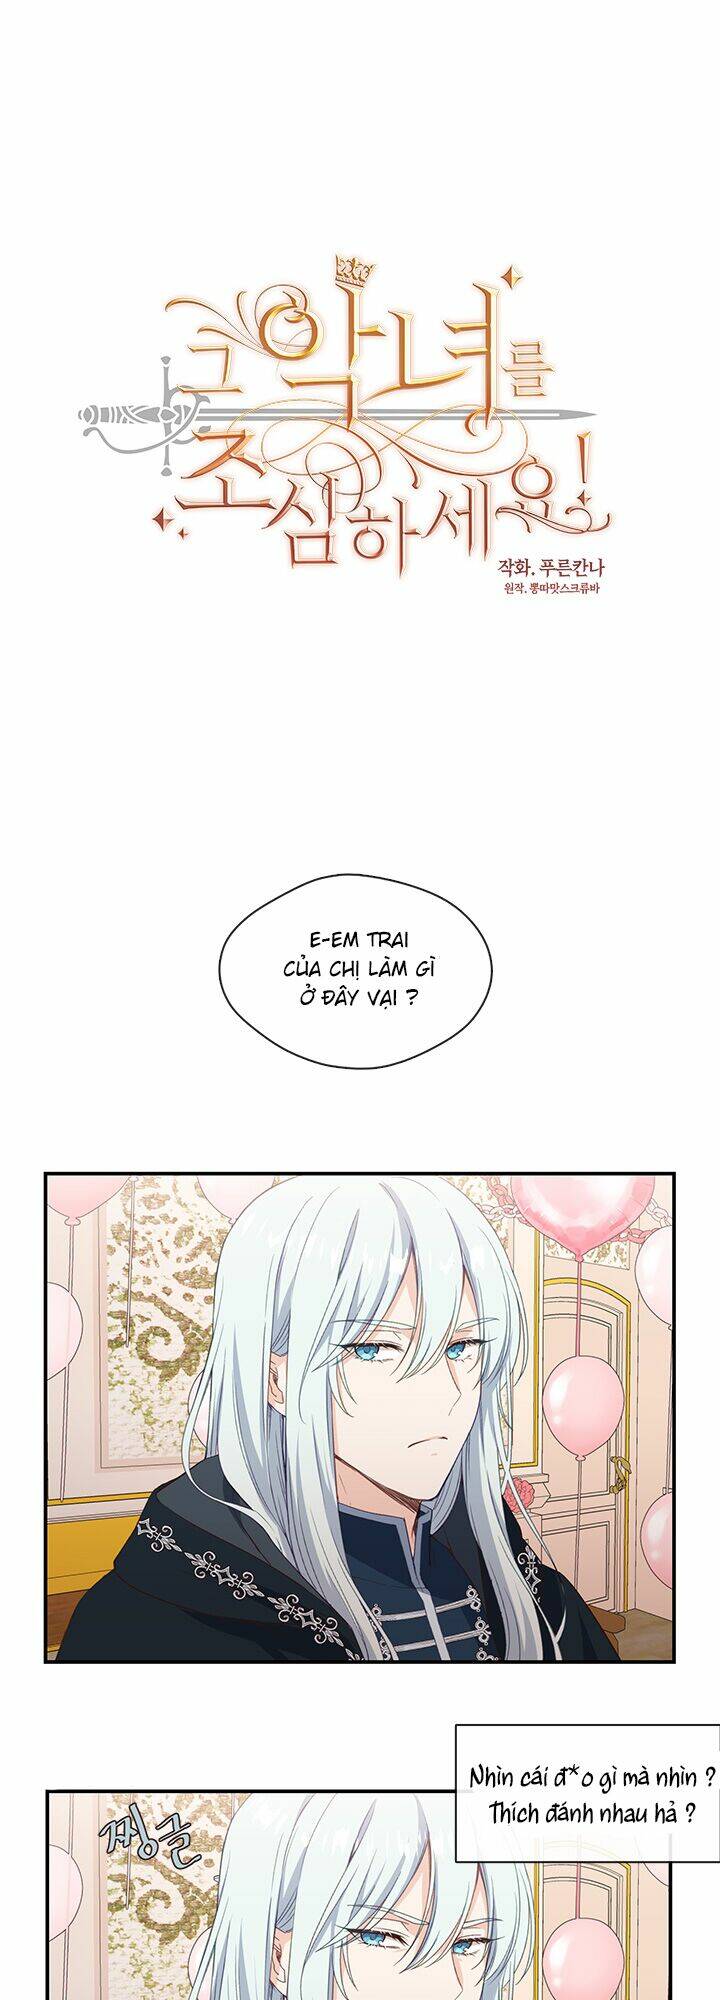 그 악녀를
조심하세요!
작화. 푸른칸나
원작. 뽕따맛스크류바
E-EM TRAI
CỦA CHỊ LÀM GÌ
Ở ĐÂY VẠI ?
Nhìn cái đ*o gì mà nhìn ?
Thích đánh nhau hả ?
찡글